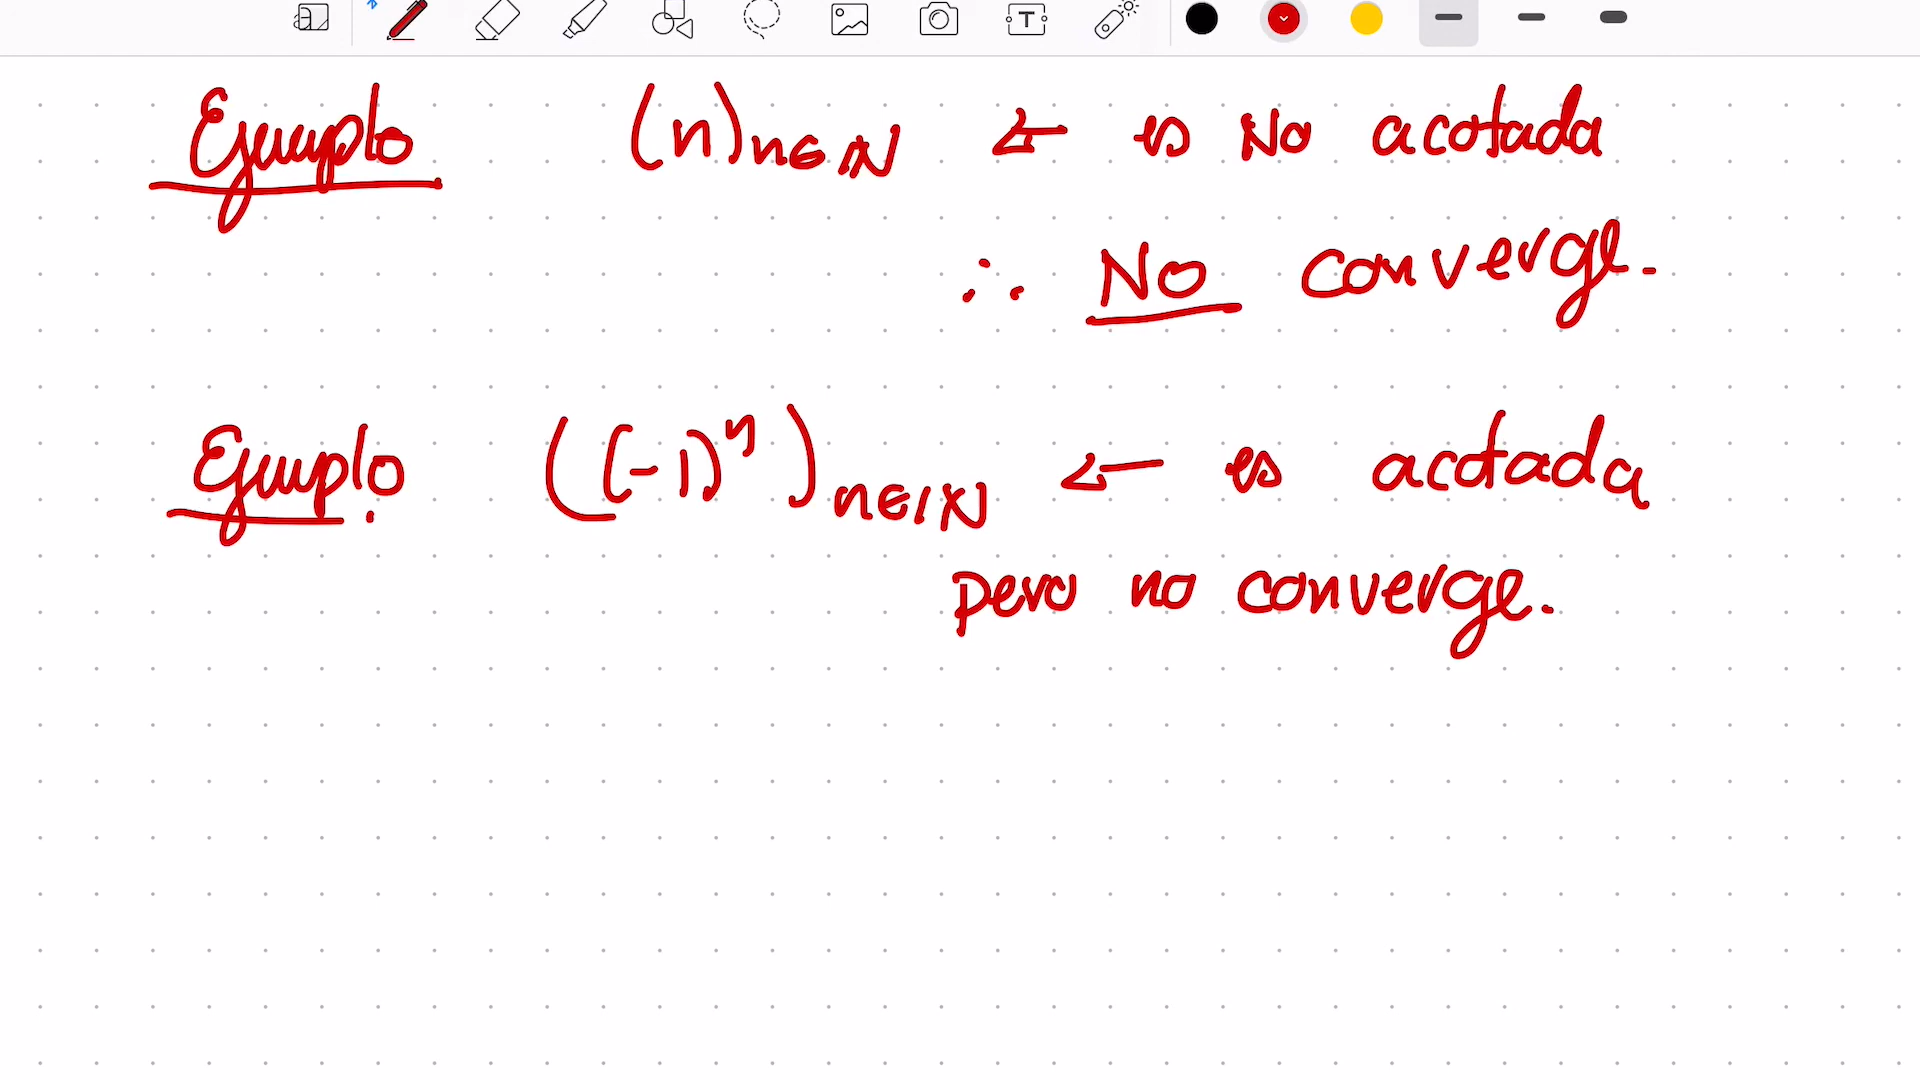 Ejemplo (n)n∈ℕ ← es No acotada
∴ No converge.
Ejemplo. ((-1)ⁿ)n∈ℕ ← es acotada
pero no converge.